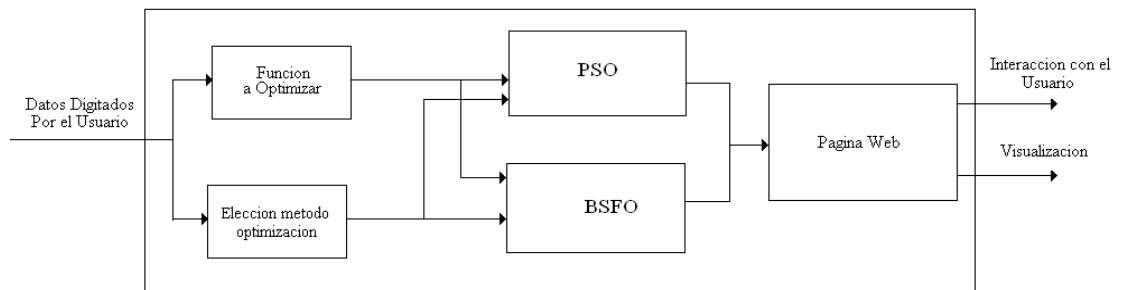 Datos Digitados
Por el Usuario
Funcion
a Optimizar
Eleccion metodo
optimizacion
PSO
BSFO
Pagina Web
Interaccion con el
Usuario
Visualizacion